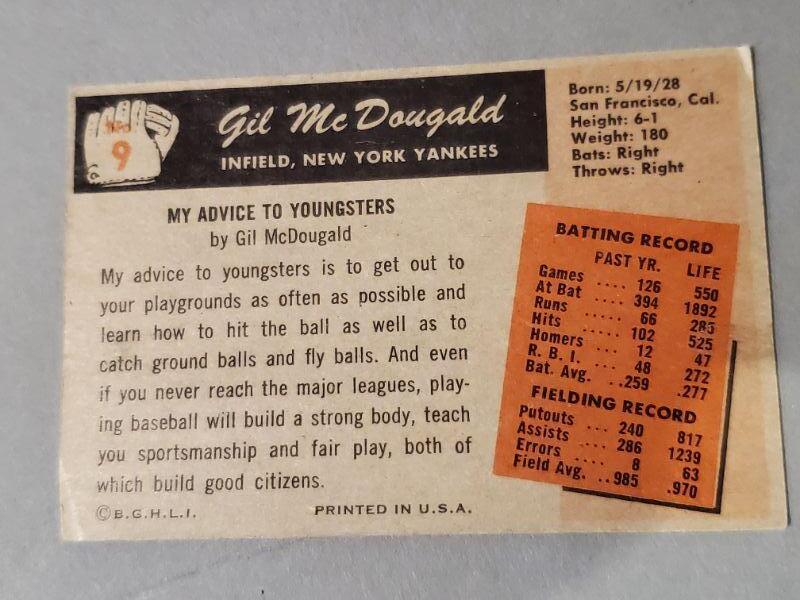 No.
9
Gil McDougald
INFIELD, NEW YORK YANKEES
Born: 5/19/28
San Francisco, Cal.
Height: 6-1
Weight: 180
Bats: Right
Throws: Right
MY ADVICE TO YOUNGSTERS
by Gil McDougald
My advice to youngsters is to get out to
your playgrounds as often as possible and
learn how to hit the ball as well as to
catch ground balls and fly balls. And even
if you never reach the major leagues, play-
ing baseball will build a strong body, teach
you sportsmanship and fair play, both of
which build good citizens.
©B.G.H.L.I.
PRINTED IN U.S.A.
BATTING RECORD
PAST YR. LIFE
Games .... 126 550
At Bat .... 394 1892
Runs ..... 66 285
Hits ..... 102 525
Homers .... 12 47
R. B. I. ... 48 272
Bat. Avg. ..259 .277
FIELDING RECORD
Putouts ... 240 817
Assists ... 286 1239
Errors .... 8 63
Field Avg. ..985 .970